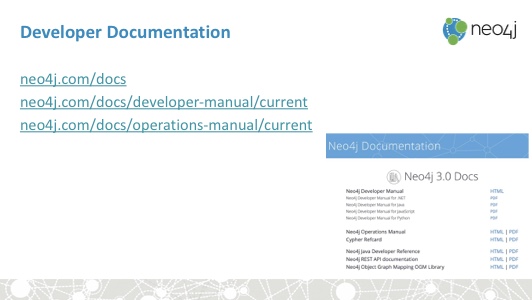 Developer Documentation
neo4j
neo4j.com/docs
neo4j.com/docs/developer-manual/current
neo4j.com/docs/operations-manual/current
Neo4j Documentation
Neo4j 3.0 Docs
Neo4j Developer Manual HTML
Neo4j Developer Manual for .NET PDF
Neo4j Developer Manual for Java PDF
Neo4j Developer Manual for JavaScript PDF
Neo4j Developer Manual for Python PDF
Neo4j Operations Manual HTML | PDF
Cypher Refcard HTML | PDF
Neo4j Java Developer Reference HTML | PDF
Neo4j REST API documentation HTML | PDF
Neo4j Object Graph Mapping OGM Library HTML | PDF